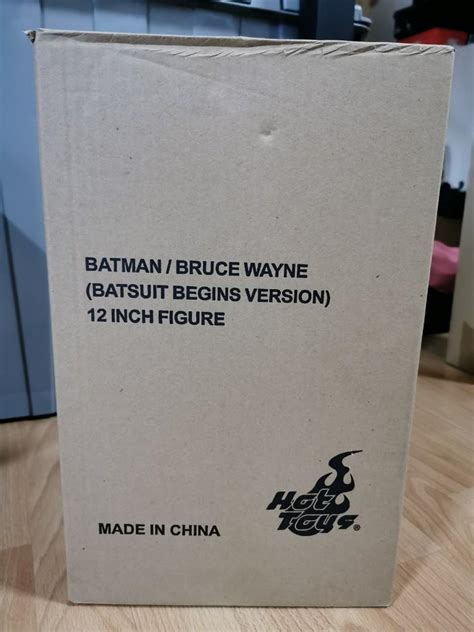 BATMAN / BRUCE WAYNE
(BATSUIT BEGINS VERSION)
12 INCH FIGURE
MADE IN CHINA
Hot
Toys®